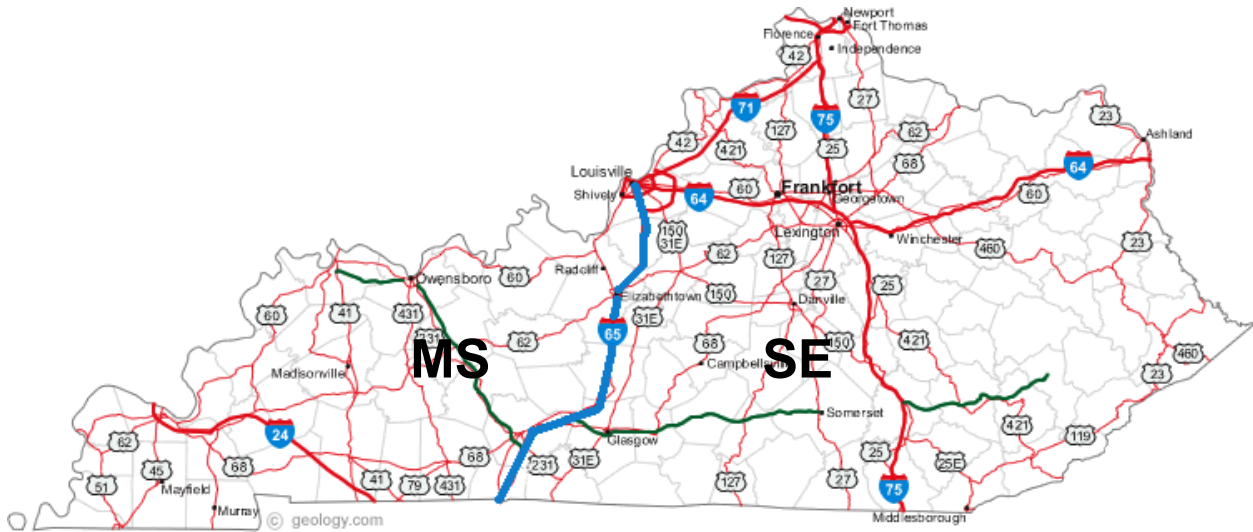 Newport
Fort Thomas
Florence
Independence
42
27
71
75
127
62
23
Ashland
42
421
25
68
64
Louisville
Shively
64
60
Frankfort
Georgetown
60
Lexington
Winchester
460
23
150
31E
62
127
Radcliff
60
Owensboro
27
25
Elizabethtown
150
Danville
60
41
431
231
62
65
31E
68
150
421
MS
SE
Madisonville
Campbellsvill
460
23
Somerset
24
Glasgow
421
119
62
45
68
68
231
31E
25
25E
51
Mayfield
41
79
431
127
27
75
Murray
Middlesborough
© geology.com